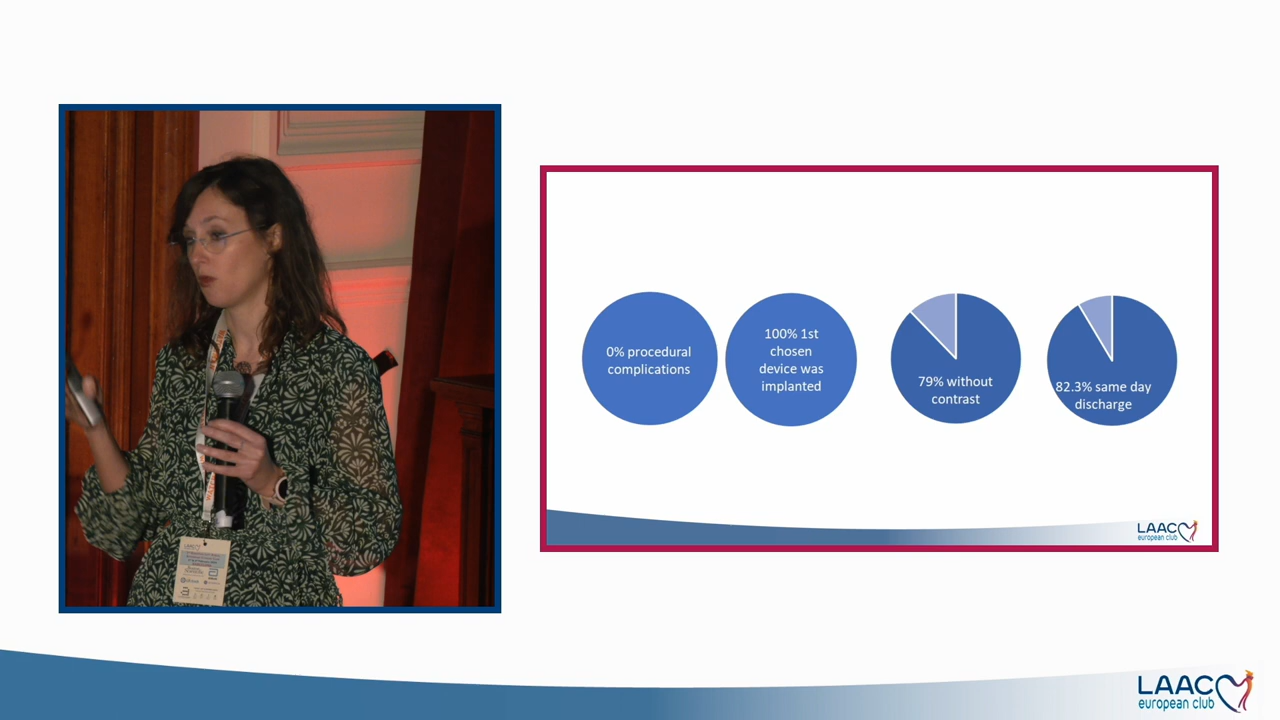 0% procedural
complications
100% 1st
chosen
device was
implanted
79% without
contrast
82.3% same day
discharge
LAAC
european club
LAAC
european club